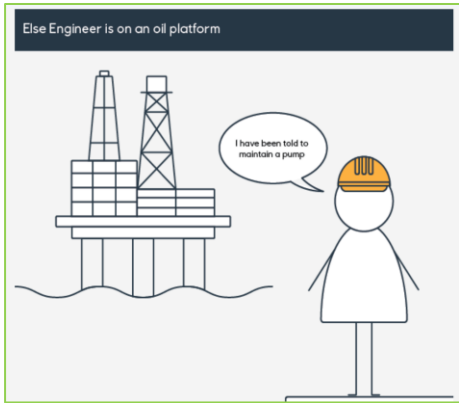 Else Engineer is on an oil platform
I have been told to
maintain a pump